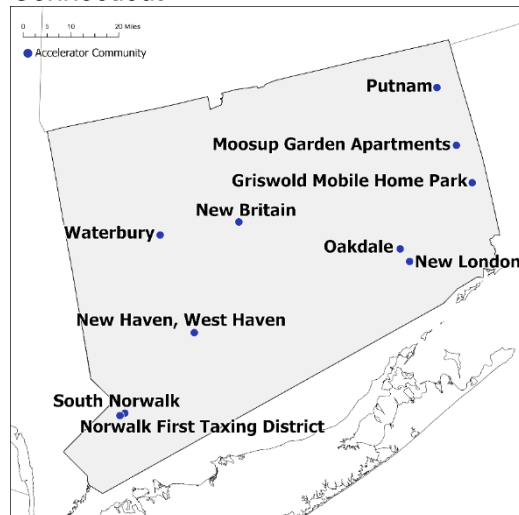 0 5 10 20 Miles
Accelerator Community
Putnam
Moosup Garden Apartments
Griswold Mobile Home Park
New Britain
Waterbury
Oakdale
New London
New Haven, West Haven
South Norwalk
Norwalk First Taxing District